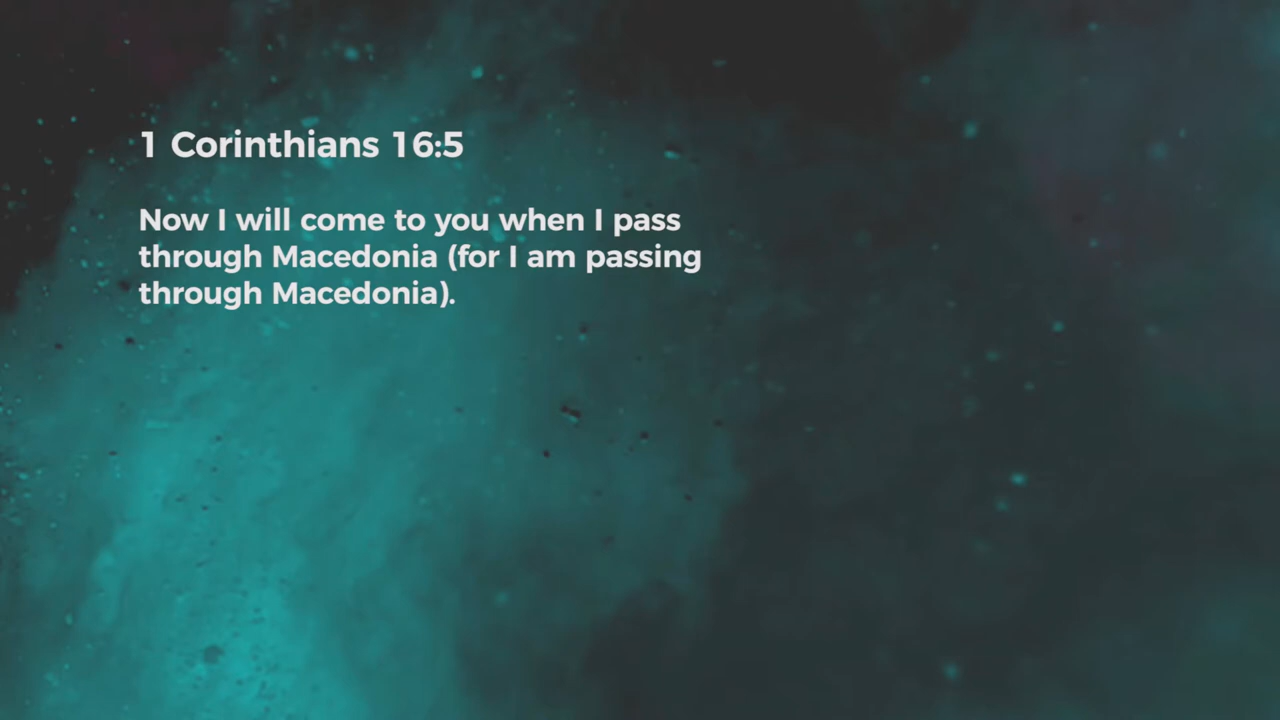 1 Corinthians 16:5
Now I will come to you when I pass
through Macedonia (for I am passing
through Macedonia).